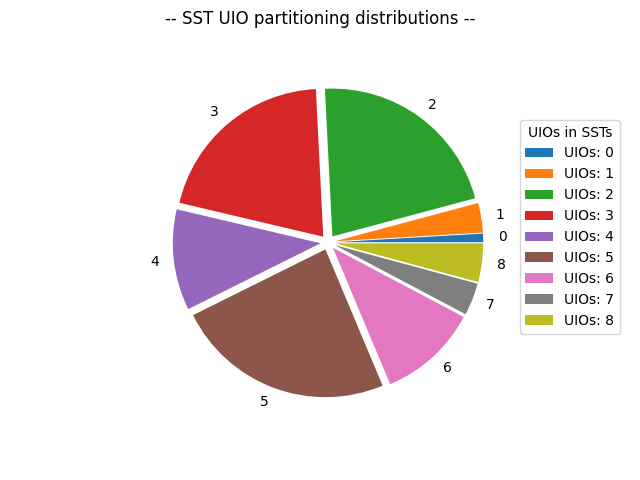 -- SST UIO partitioning distributions --
0
1
2
3
4
5
6
7
8
UIOs in SSTs
UIOs: 0
UIOs: 1
UIOs: 2
UIOs: 3
UIOs: 4
UIOs: 5
UIOs: 6
UIOs: 7
UIOs: 8